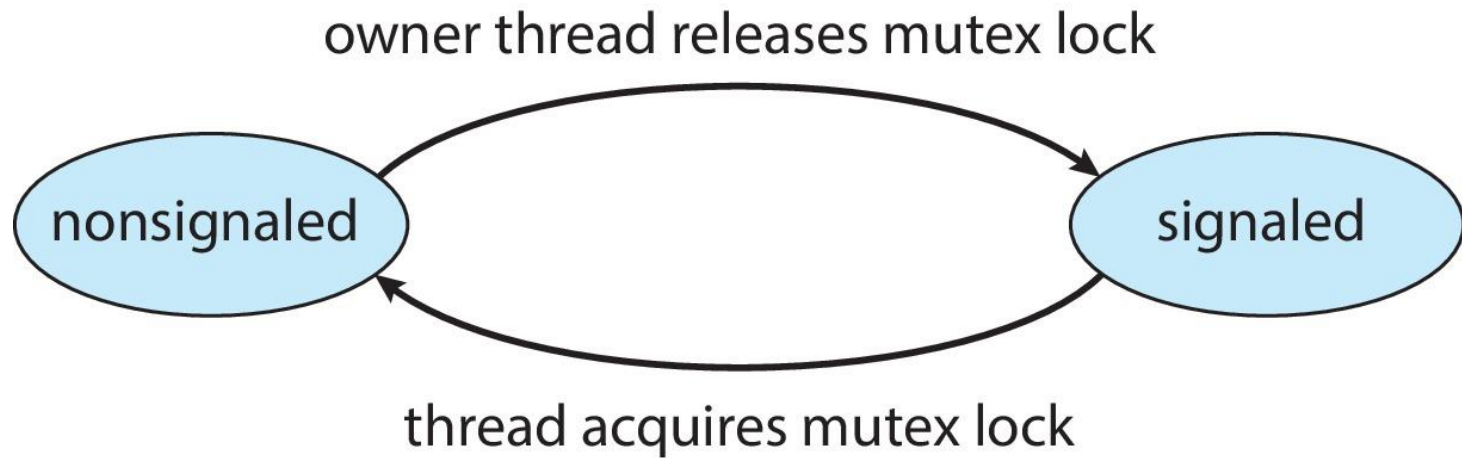 owner thread releases mutex lock
nonsignaled
signaled
thread acquires mutex lock